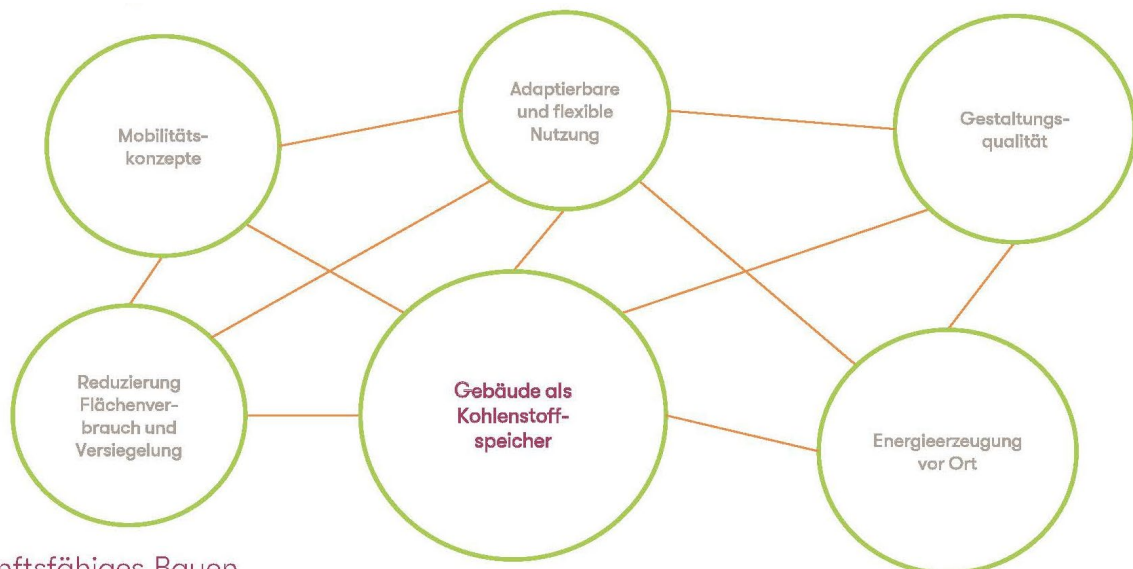 Mobilitäts-
konzepte
Adaptierbare
und flexible
Nutzung
Gestaltungs-
qualität
Reduzierung
Flächenver-
brauch und
Versiegelung
Gebäude als
Kohlenstoff-
speicher
Energieerzeugung
vor Ort
Bauen